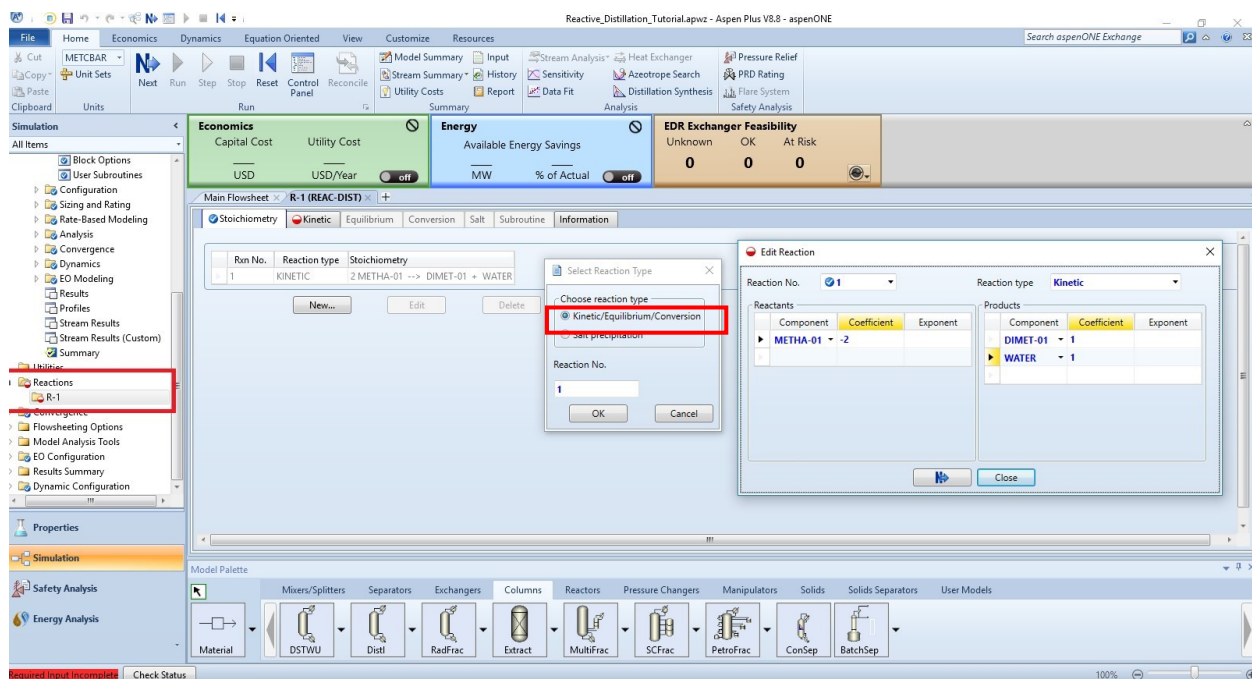 Reactive_Distillation_Tutorial.apwz - Aspen Plus V8.8 - aspenONE
File Home Economics Dynamics Equation Oriented View Customize Resources Search aspenONE Exchange
Cut METCBAR Model Summary Input Stream Analysis Heat Exchanger Pressure Relief
Copy Unit Sets Next Run Step Stop Reset Control Panel Reconcile Stream Summary History Sensitivity Azeotrope Search PRD Rating
Paste Utility Costs Report Data Fit Distillation Synthesis Flare System
Clipboard Units Run Summary Analysis Safety Analysis
Simulation
All Items
Block Options
User Subroutines
Configuration
Sizing and Rating
Rate-Based Modeling
Analysis
Convergence
Dynamics
EO Modeling
Results
Profiles
Stream Results
Stream Results (Custom)
Summary
Utilities
Reactions
R-1
Convergence
Flowsheeting Options
Model Analysis Tools
EO Configuration
Results Summary
Dynamic Configuration
Properties
Simulation
Safety Analysis
Energy Analysis
Economics
Capital Cost Utility Cost
USD USD/Year off
Energy
Available Energy Savings
MW % of Actual off
EDR Exchanger Feasibility
Unknown OK At Risk
0 0 0
Main Flowsheet R-1 (REAC-DIST) +
Stoichiometry Kinetic Equilibrium Conversion Salt Subroutine Information
Rxn No. Reaction type Stoichiometry
1 KINETIC 2 METHA-01 --> DIMET-01 + WATER
New... Edit Delete
Select Reaction Type
Choose reaction type
Kinetic/Equilibrium/Conversion
Salt precipitation
Reaction No.
1
OK Cancel
Edit Reaction
Reaction No. 1 Reaction type Kinetic
Reactants Products
Component Coefficient Exponent Component Coefficient Exponent
METHA-01 -2 DIMET-01 1
WATER 1
N Close
Model Palette
Mixers/Splitters Separators Exchangers Columns Reactors Pressure Changers Manipulators Solids Solids Separators User Models
Material DSTWU Distl RadFrac Extract MultiFrac SCFrac PetroFrac ConSep BatchSep
Required Input Incomplete Check Status 100%